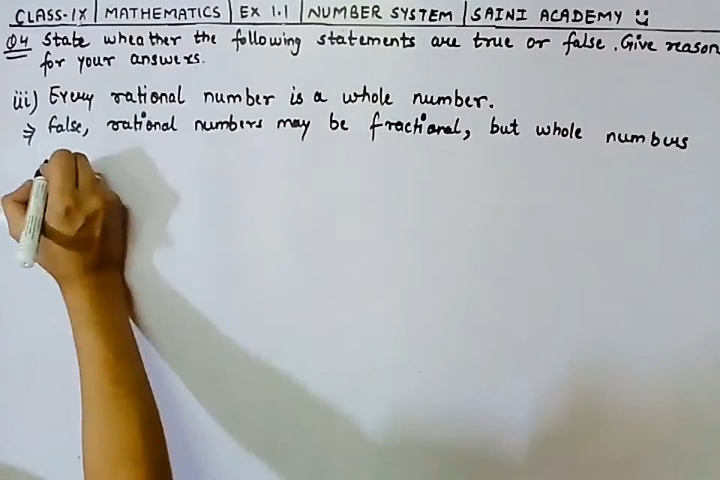 CLASS-IX | MATHEMATICS | EX 1.1 | NUMBER SYSTEM | SAINI ACADEMY
Q4 State wheather the following statements are true or false. Give reason
for your answers.
iii) Every rational number is a whole number.
⇒ false, rational numbers may be fractional, but whole numbers